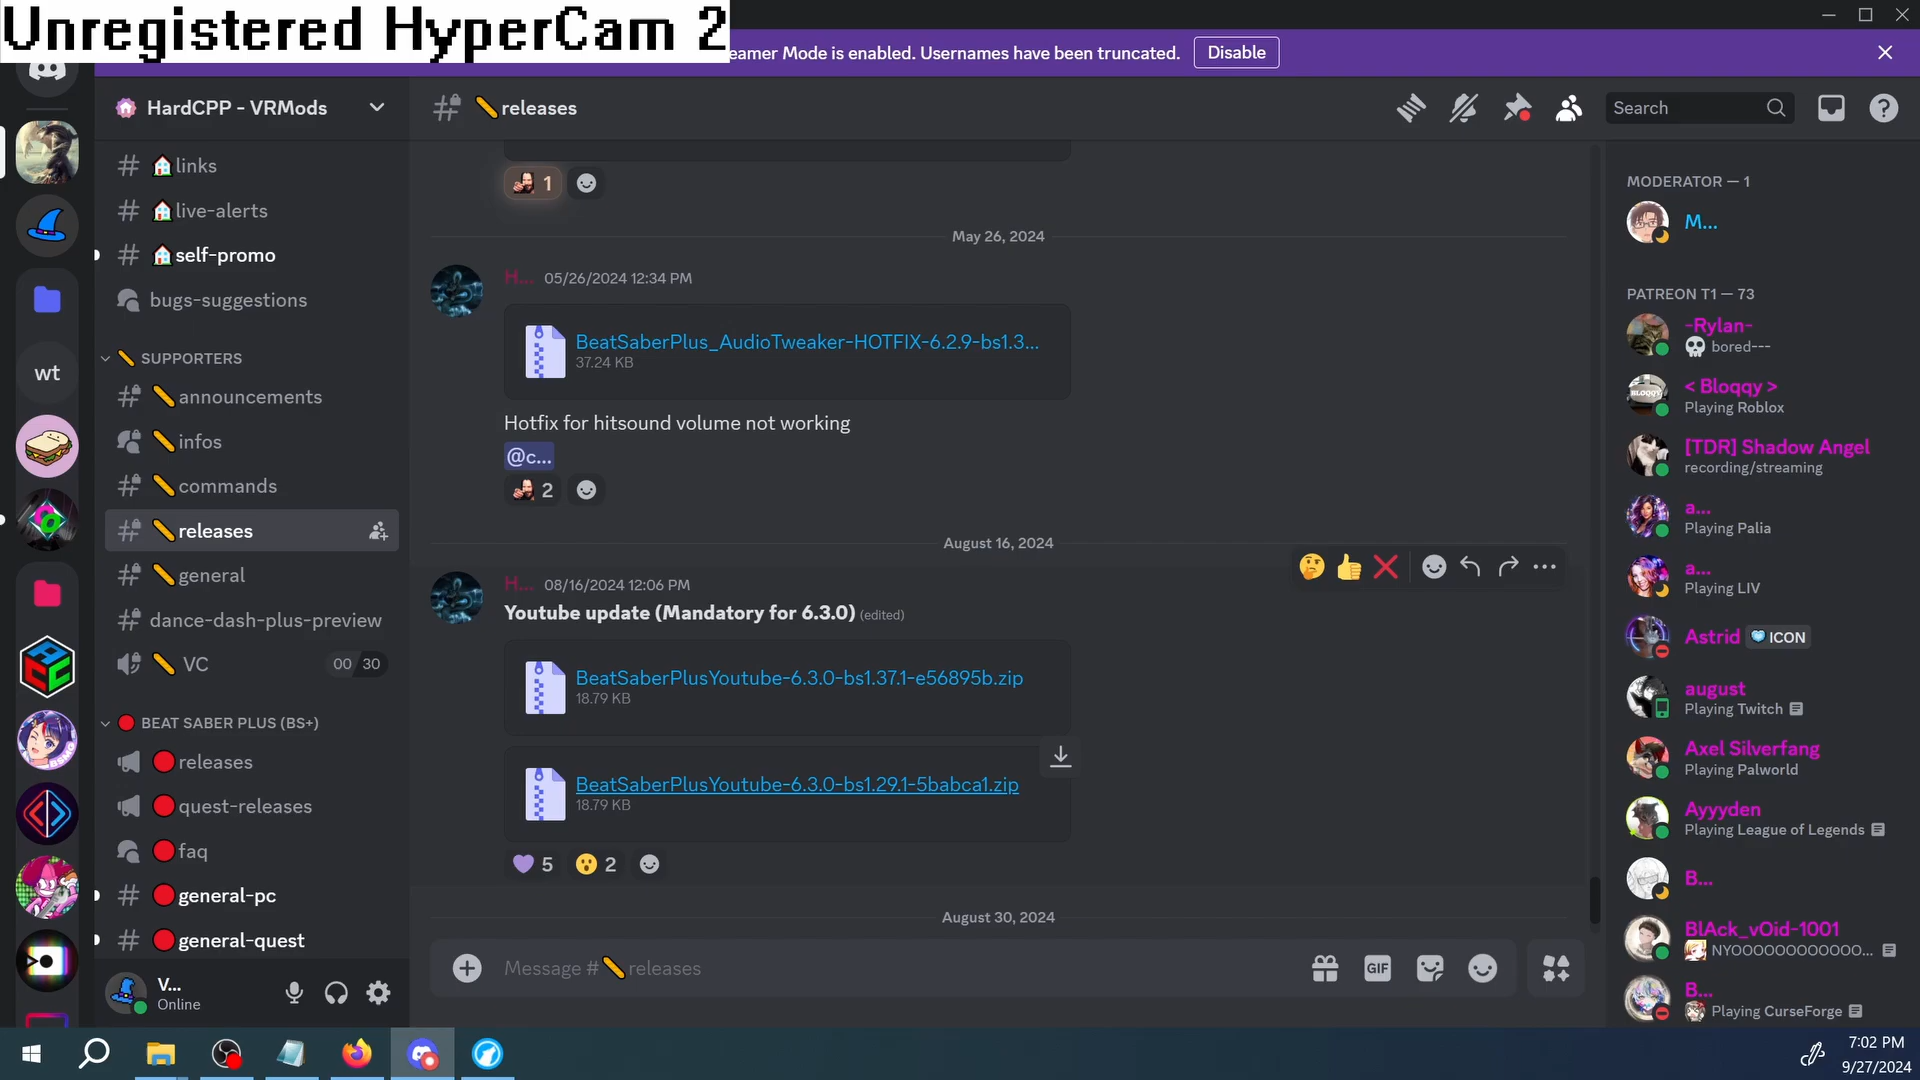 Unregistered HyperCam 2
eamer Mode is enabled. Usernames have been truncated.
Disable
HardCPP - VRMods
links
live-alerts
self-promo
bugs-suggestions
SUPPORTERS
announcements
infos
commands
releases
general
dance-dash-plus-preview
VC
00 30
BEAT SABER PLUS (BS+)
releases
quest-releases
faq
general-pc
general-quest
wt
V...
Online
releases
Search
1
May 26, 2024
H... 05/26/2024 12:34 PM
BeatSaberPlus_AudioTweaker-HOTFIX-6.2.9-bs1.3...
37.24 KB
Hotfix for hitsound volume not working
@c...
2
August 16, 2024
H... 08/16/2024 12:06 PM
Youtube update (Mandatory for 6.3.0) (edited)
BeatSaberPlusYoutube-6.3.0-bs1.37.1-e56895b.zip
18.79 KB
BeatSaberPlusYoutube-6.3.0-bs1.29.1-5babca1.zip
18.79 KB
5 2
August 30, 2024
Message # releases
GIF
MODERATOR — 1
M...
PATREON T1 — 73
-Rylan-
bored---
< Bloqqy >
Playing Roblox
[TDR] Shadow Angel
recording/streaming
a...
Playing Palia
a...
Playing LIV
Astrid ICON
august
Playing Twitch
Axel Silverfang
Playing Palworld
Ayyyden
Playing League of Legends
B...
BlAck_vOid-1001
NYOOOOOOOOOOO...
B...
Playing CurseForge
7:02 PM
9/27/2024